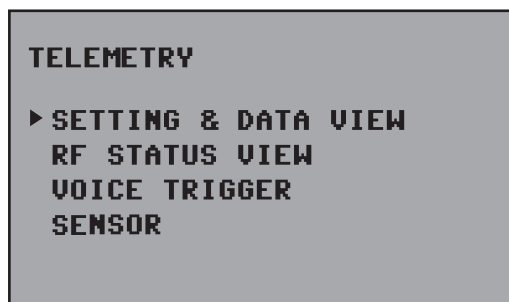 TELEMETRY
SETTING & DATA VIEW
RF STATUS VIEW
VOICE TRIGGER
SENSOR